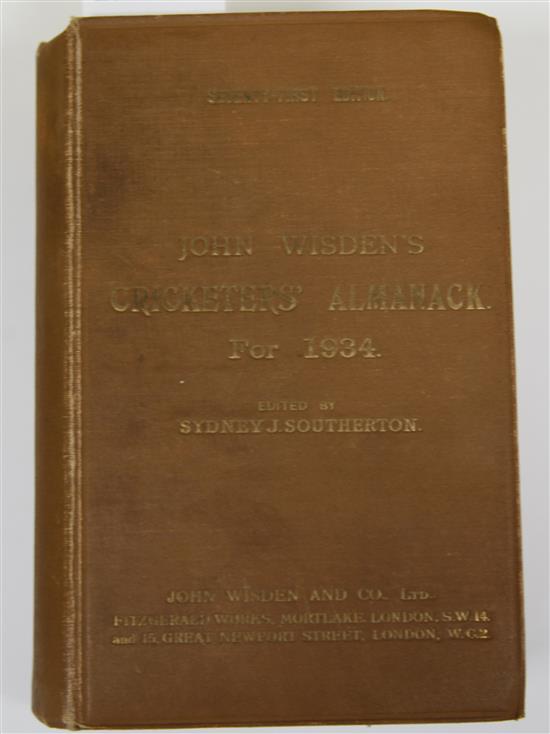 SEVENTY-FIRST EDITION.
JOHN WISDEN'S
CRICKETERS' ALMANACK.
For 1934.
EDITED BY
SYDNEY J. SOUTHERTON.
JOHN WISDEN AND CO., LTD.
FITZGERALD WORKS, MORTLAKE, LONDON, S.W.14.
and 15, GREAT NEWPORT STREET, LONDON, W.C.2